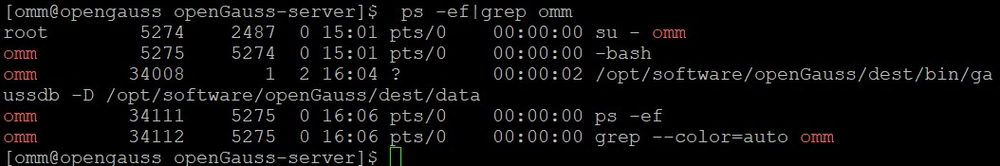 [omm@opengauss openGauss-server]$  ps -ef|grep omm
root       5274    2487  0 15:01 pts/0    00:00:00 su - omm
omm        5275    5274  0 15:01 pts/0    00:00:00 -bash
omm       34008       1  2 16:04 ?        00:00:02 /opt/software/openGauss/dest/bin/ga
ussdb -D /opt/software/openGauss/dest/data
omm       34111    5275  0 16:06 pts/0    00:00:00 ps -ef
omm       34112    5275  0 16:06 pts/0    00:00:00 grep --color=auto omm
[omm@opengauss openGauss-server]$